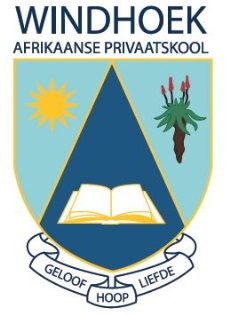 WINDHOEK
AFRIKAANSE PRIVAATSKOOL
GELOOF
HOOP
LIEFDE